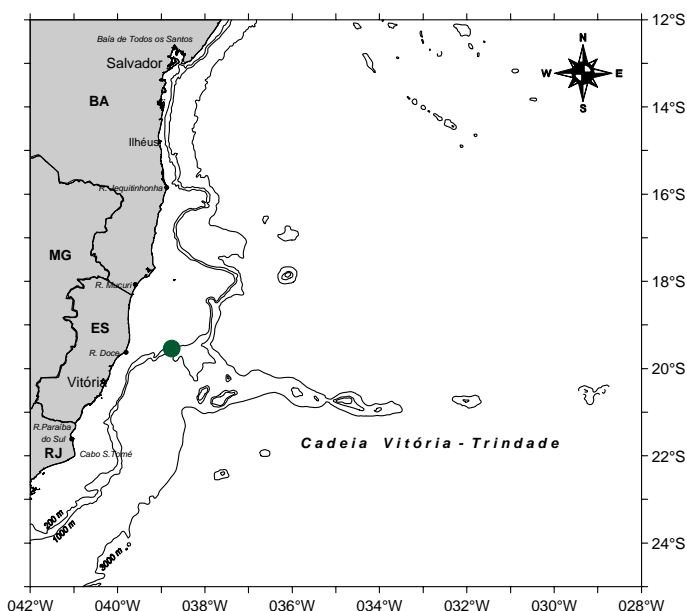 12°S
Baía de Todos os Santos
Salvador
N
W
E
S
BA
14°S
Ilhéus
R. Jequitinhonha
16°S
MG
R. Mucuri
18°S
ES
R. Doce
Vitória
20°S
R.Paraíba
do Sul
RJ
Cabo S.Tomé
Cadeia Vitória - Trindade
22°S
200 m
1000 m
3000 m
24°S
042°W
040°W
038°W
036°W
034°W
032°W
030°W
028°W